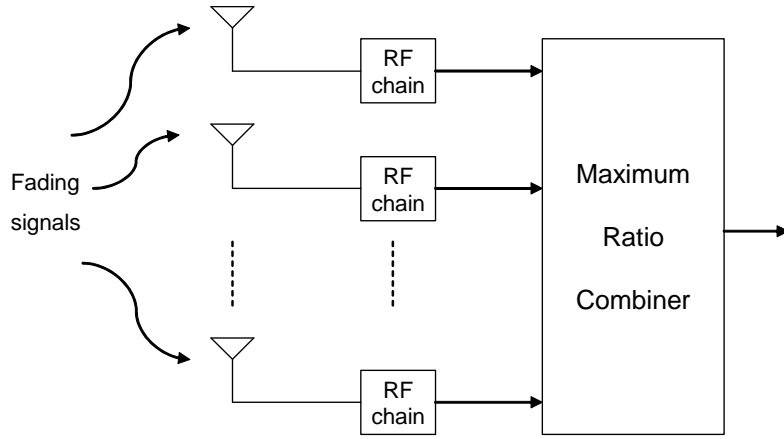 RF
chain
RF
chain
Fading
signals
Maximum
Ratio
Combiner
RF
chain